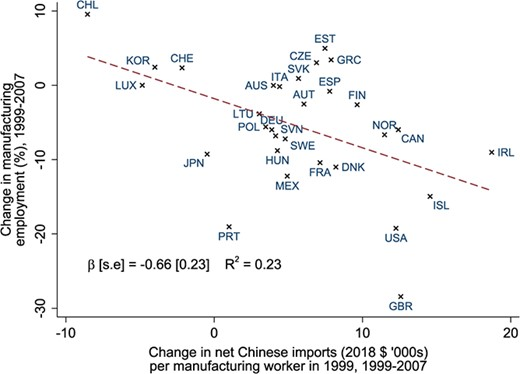 10
0
-10
-20
-30
Change in manufacturing
employment (%), 1999-2007
CHL
EST
KOR
CHE
CZE
GRC
SVK
ITA
LUX
AUS
ESP
AUT
FIN
LTU
DEU
POL
SVN
NOR
CAN
SWE
JPN
HUN
IRL
FRA
DNK
MEX
ISL
PRT
USA
β [s.e] = -0.66 [0.23] R² = 0.23
GBR
-10 0 10 20
Change in net Chinese imports (2018 $ '000s)
per manufacturing worker in 1999, 1999-2007